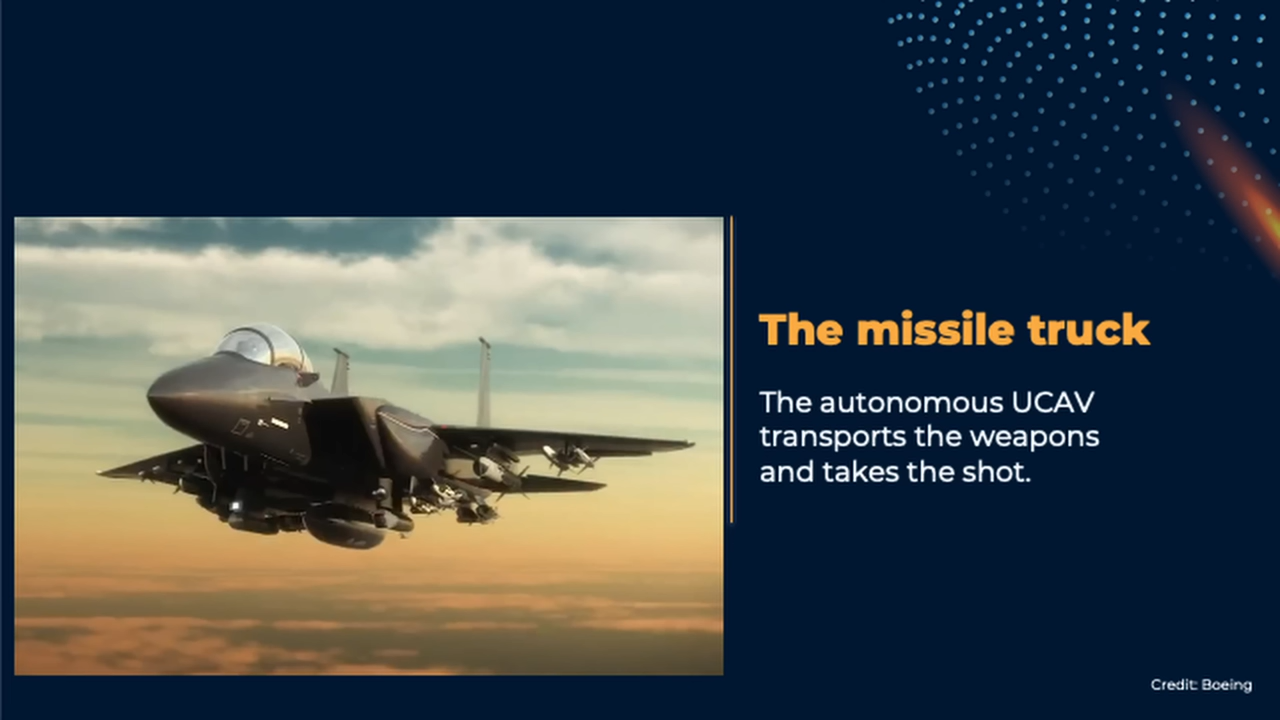 The missile truck
The autonomous UCAV
transports the weapons
and takes the shot.
Credit: Boeing